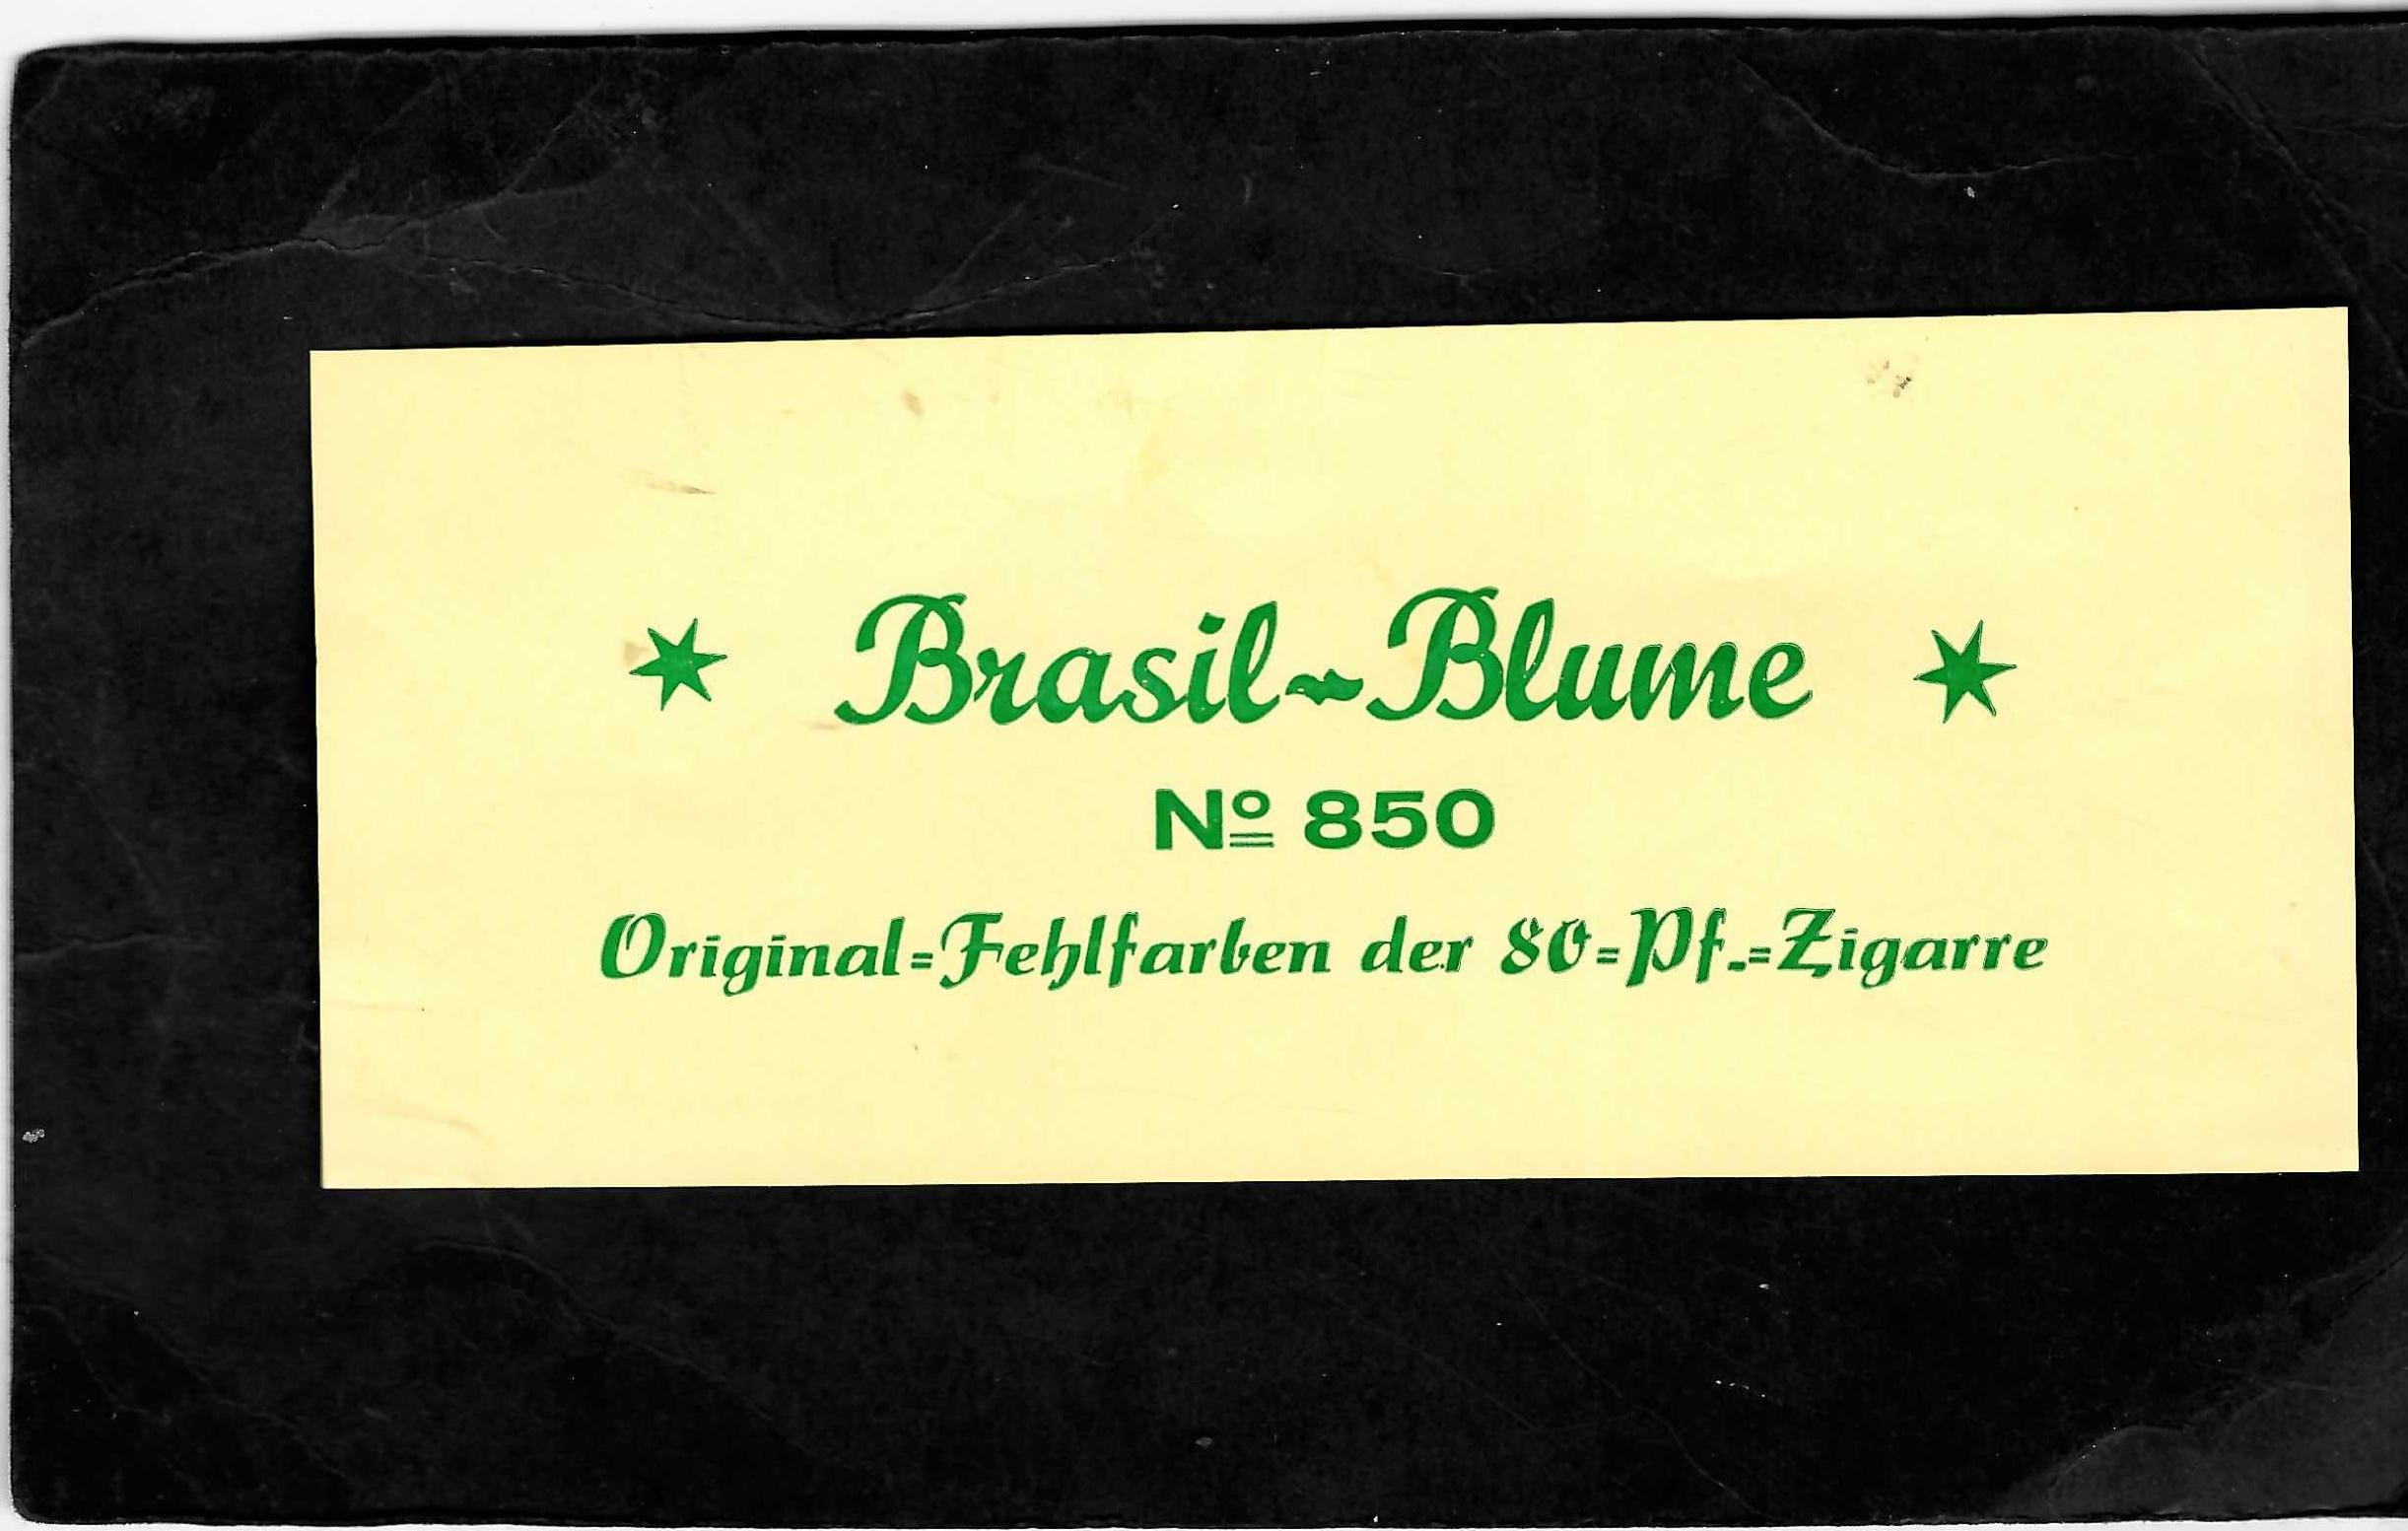 Brasil-Blume
Nº 850
Original=Fehlfarben der 80=Pf.=Zigarre